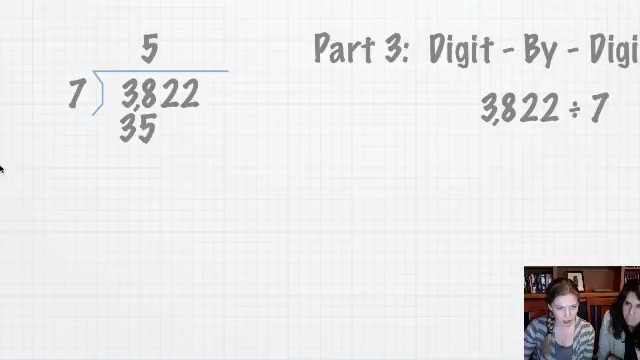 5
7 3,822
35
Part 3: Digit - By - Digi
3,822 ÷ 7